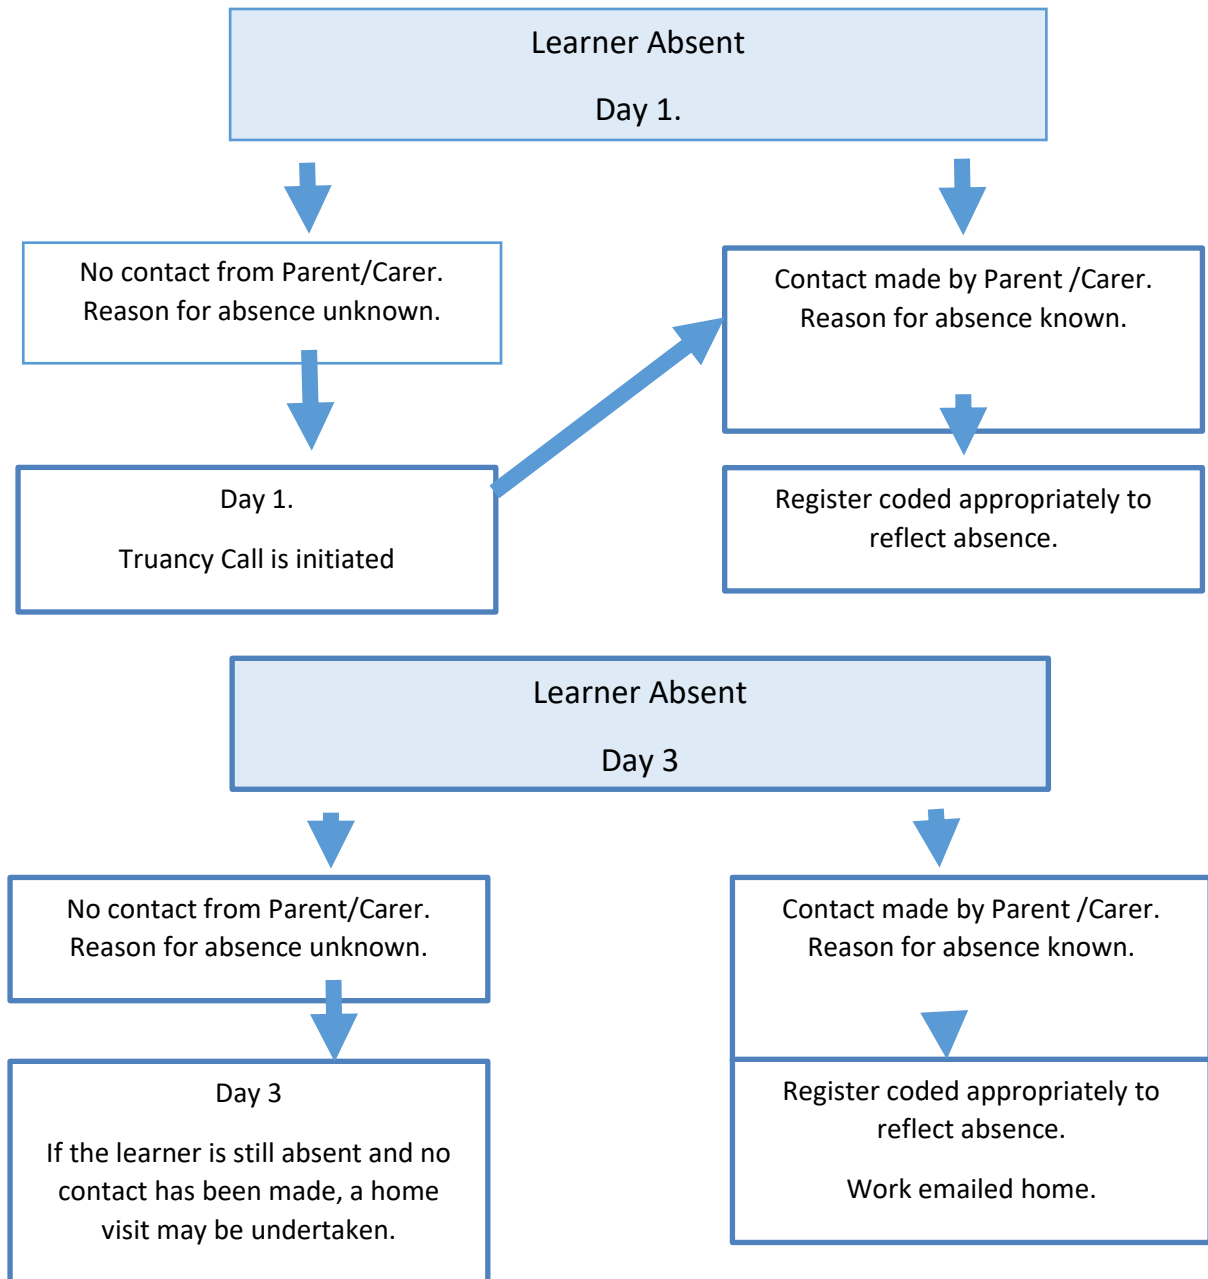 Learner Absent
Day 1.
No contact from Parent/Carer.
Reason for absence unknown.
Contact made by Parent /Carer.
Reason for absence known.
Day 1.
Truancy Call is initiated
Register coded appropriately to
reflect absence.
Learner Absent
Day 3
No contact from Parent/Carer.
Reason for absence unknown.
Contact made by Parent /Carer.
Reason for absence known.
Day 3
If the learner is still absent and no
contact has been made, a home
visit may be undertaken.
Register coded appropriately to
reflect absence.
Work emailed home.